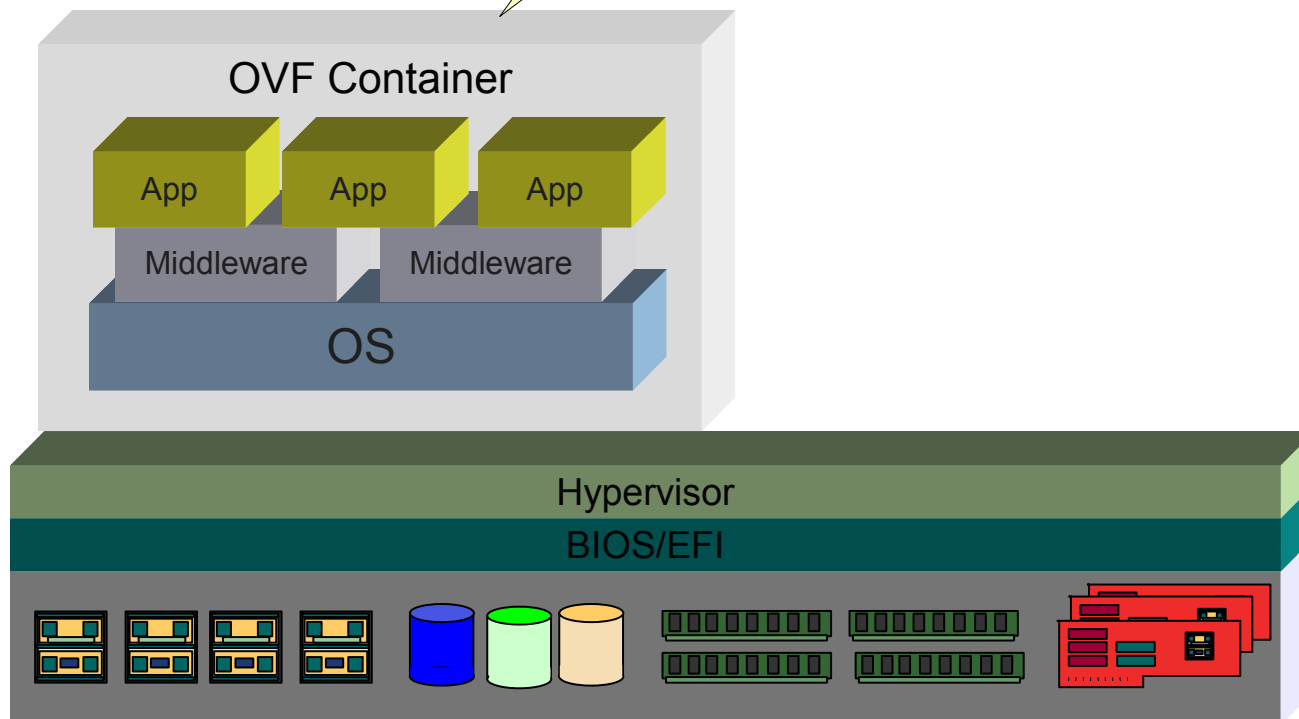 OVF Container
App App App
Middleware Middleware
OS
Hypervisor
BIOS/EFI